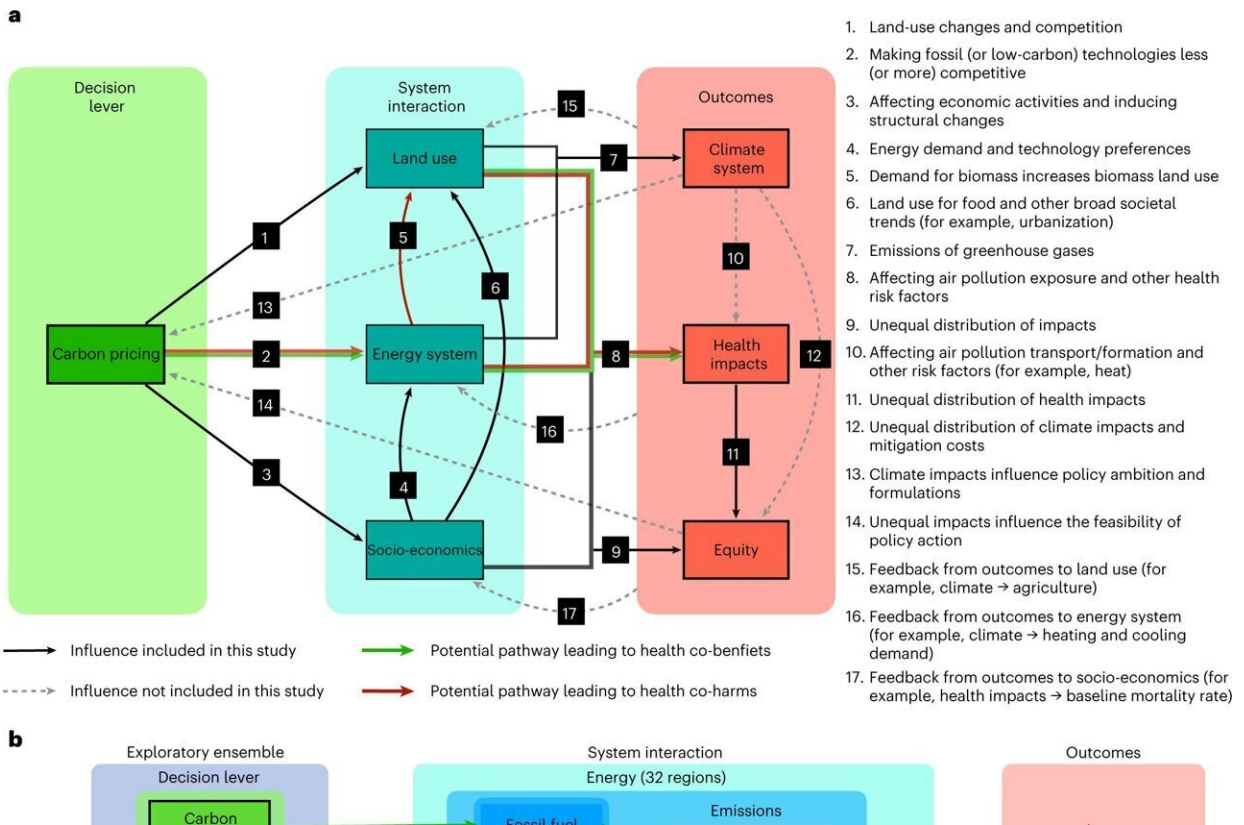 a
Decision
lever
System
interaction
Outcomes
Land use
Climate
system
Carbon pricing
Energy system
Health
impacts
Socio-economics
Equity
1
2
3
4
5
6
7
8
9
10
11
12
13
14
15
16
17
Influence included in this study
Potential pathway leading to health co-benfiets
Influence not included in this study
Potential pathway leading to health co-harms
1. Land-use changes and competition
2. Making fossil (or low-carbon) technologies less
(or more) competitive
3. Affecting economic activities and inducing
structural changes
4. Energy demand and technology preferences
5. Demand for biomass increases biomass land use
6. Land use for food and other broad societal
trends (for example, urbanization)
7. Emissions of greenhouse gases
8. Affecting air pollution exposure and other health
risk factors
9. Unequal distribution of impacts
10. Affecting air pollution transport/formation and
other risk factors (for example, heat)
11. Unequal distribution of health impacts
12. Unequal distribution of climate impacts and
mitigation costs
13. Climate impacts influence policy ambition and
formulations
14. Unequal impacts influence the feasibility of
policy action
15. Feedback from outcomes to land use (for
example, climate → agriculture)
16. Feedback from outcomes to energy system
(for example, climate → heating and cooling
demand)
17. Feedback from outcomes to socio-economics (for
example, health impacts → baseline mortality rate)
b
Exploratory ensemble
System interaction
Outcomes
Decision lever
Energy (32 regions)
Carbon
Emissions
Fossil fuel